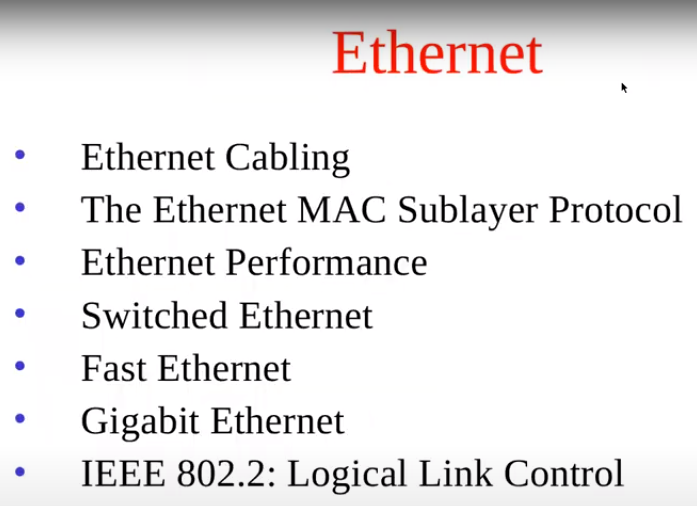 Ethernet
• Ethernet Cabling
• The Ethernet MAC Sublayer Protocol
• Ethernet Performance
• Switched Ethernet
• Fast Ethernet
• Gigabit Ethernet
• IEEE 802.2: Logical Link Control